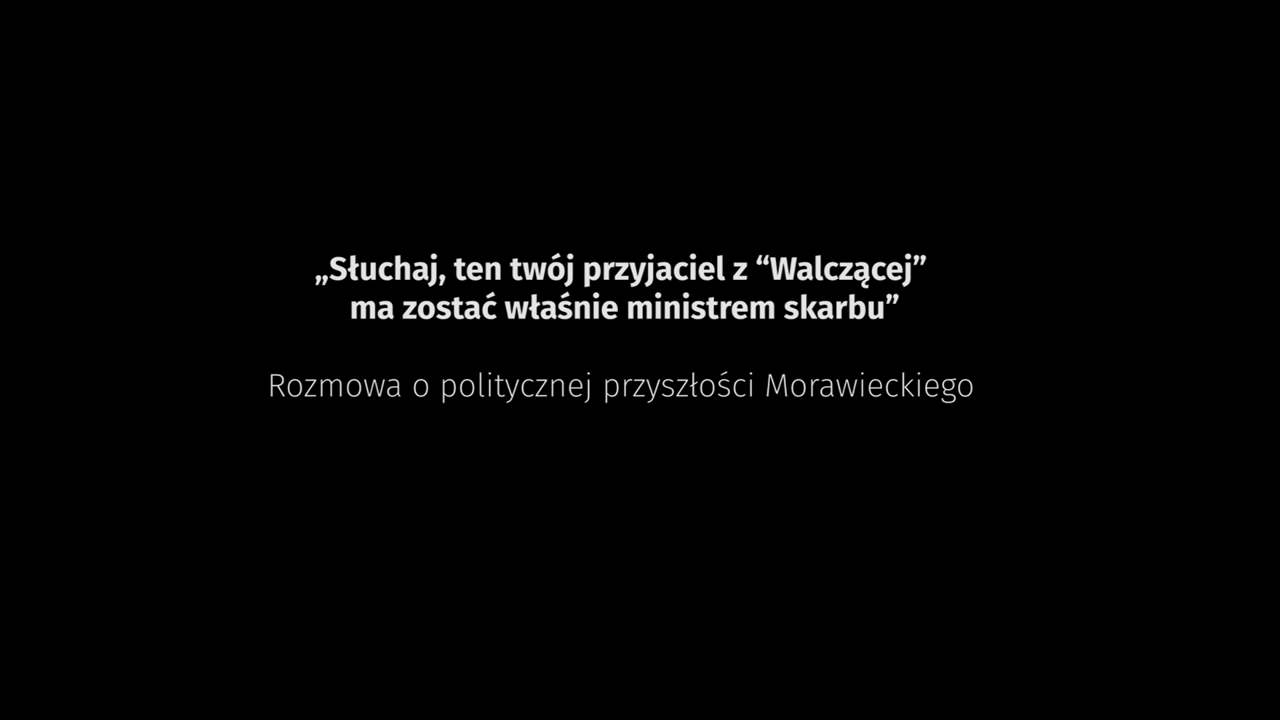 „Słuchaj, ten twój przyjaciel z “Walczącej”
ma zostać właśnie ministrem skarbu”
Rozmowa o politycznej przyszłości Morawieckiego